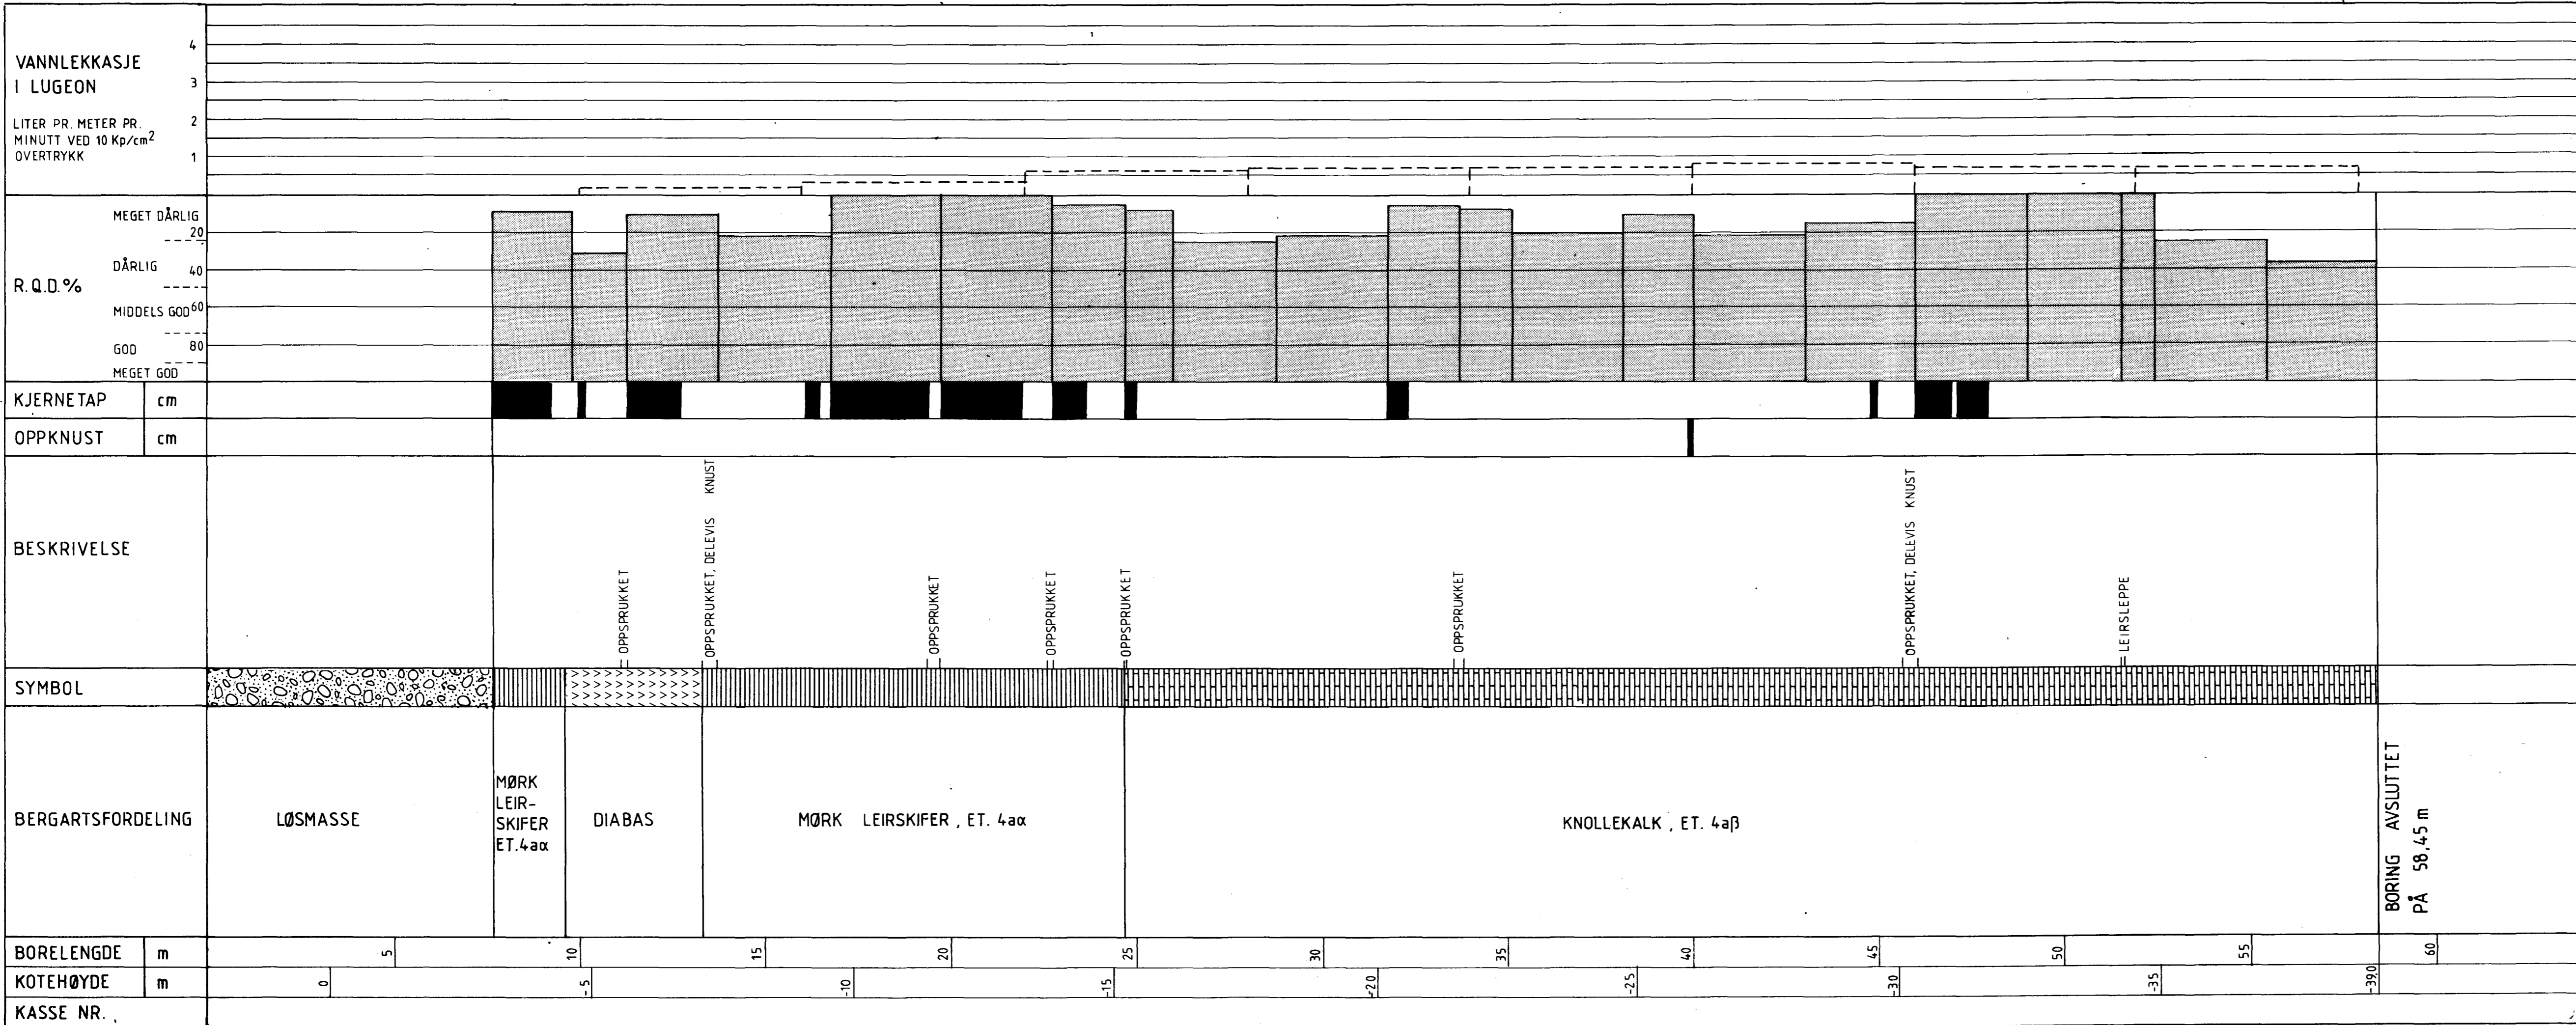 VANNLEKKASJE
I LUGEON
LITER PR. METER PR.
MINUTT VED 10 Kp/cm²
OVERTRYKK
4
3
2
1
R.Q.D.%
MEGET DÅRLIG
20
DÅRLIG
40
MIDDELS GOD 60
GOD
80
MEGET GOD
KJERNETAP cm
OPPKNUST cm
BESKRIVELSE
OPPSPRUKKET
OPPSPRUKKET, DELEVIS KNUST
OPPSPRUKKET
OPPSPRUKKET
OPPSPRUKKET
OPPSPRUKKET
OPPSPRUKKET, DELEVIS KNUST
LEIRSLEPPE
SYMBOL
BERGARTSFORDELING
LØSMASSE
MØRK
LEIR-
SKIFER
ET.4aα
DIABAS
MØRK LEIRSKIFER, ET. 4aα
KNOLLEKALK, ET. 4aβ
BORING AVSLUTTET
PÅ 58,45 m
BORELENGDE m 5 10 15 20 25 30 35 40 45 50 55 60
KOTEHØYDE m 0 -5 -10 -15 -20 -25 -30 -35 -39.0
KASSE NR.